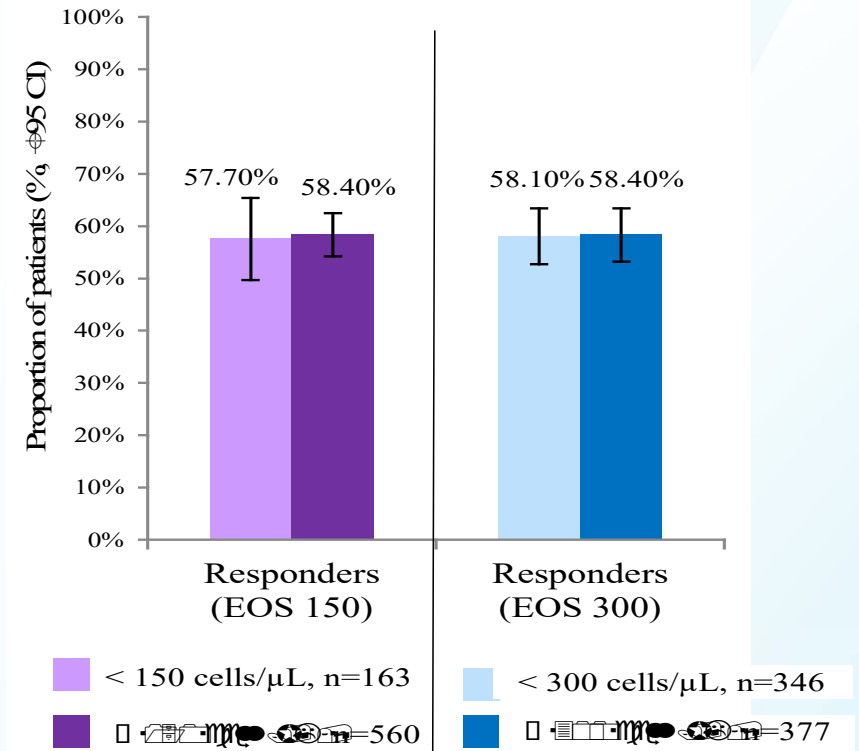 100%
90%
80%
70%
60%
50%
40%
30%
20%
10%
0%
Proportion of patients (%, 95 CI)
57.70%
58.40%
58.10%
58.40%
Responders
(EOS 150)
Responders
(EOS 300)
< 150 cells/µL, n=163
n=560
< 300 cells/µL, n=346
=377